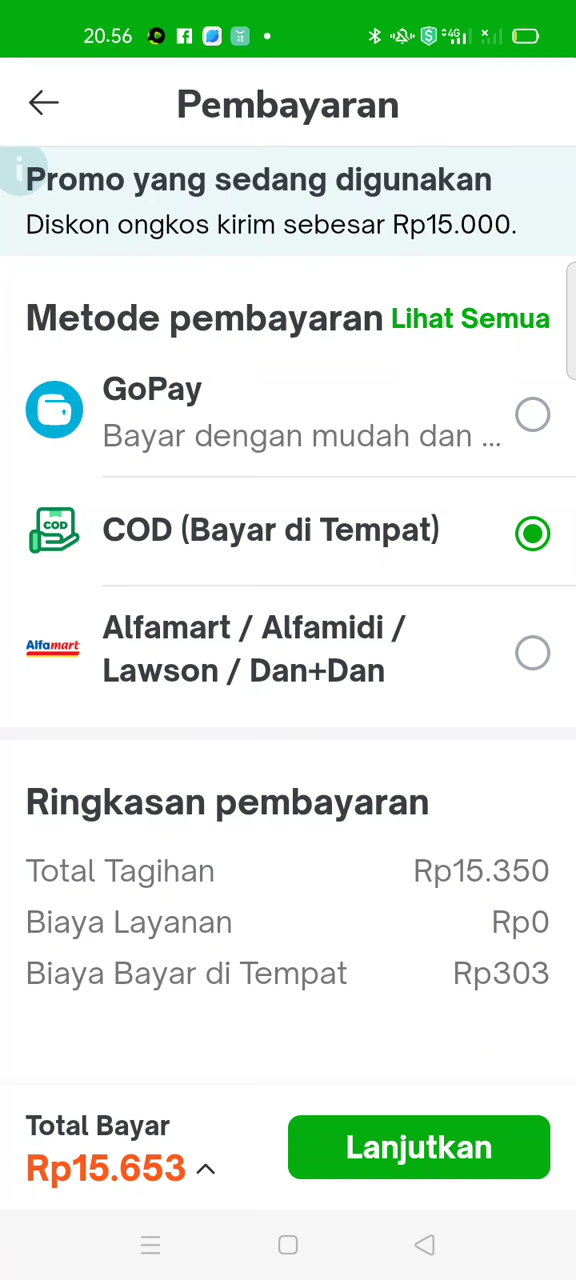 20.56
4G
Pembayaran
Promo yang sedang digunakan
Diskon ongkos kirim sebesar Rp15.000.
Metode pembayaran Lihat Semua
GoPay
Bayar dengan mudah dan ...
COD
COD (Bayar di Tempat)
Alfamart / Alfamidi /
Alfamart
Lawson / Dan+Dan
Ringkasan pembayaran
Total Tagihan Rp15.350
Biaya Layanan Rp0
Biaya Bayar di Tempat Rp303
Total Bayar
Rp15.653
Lanjutkan